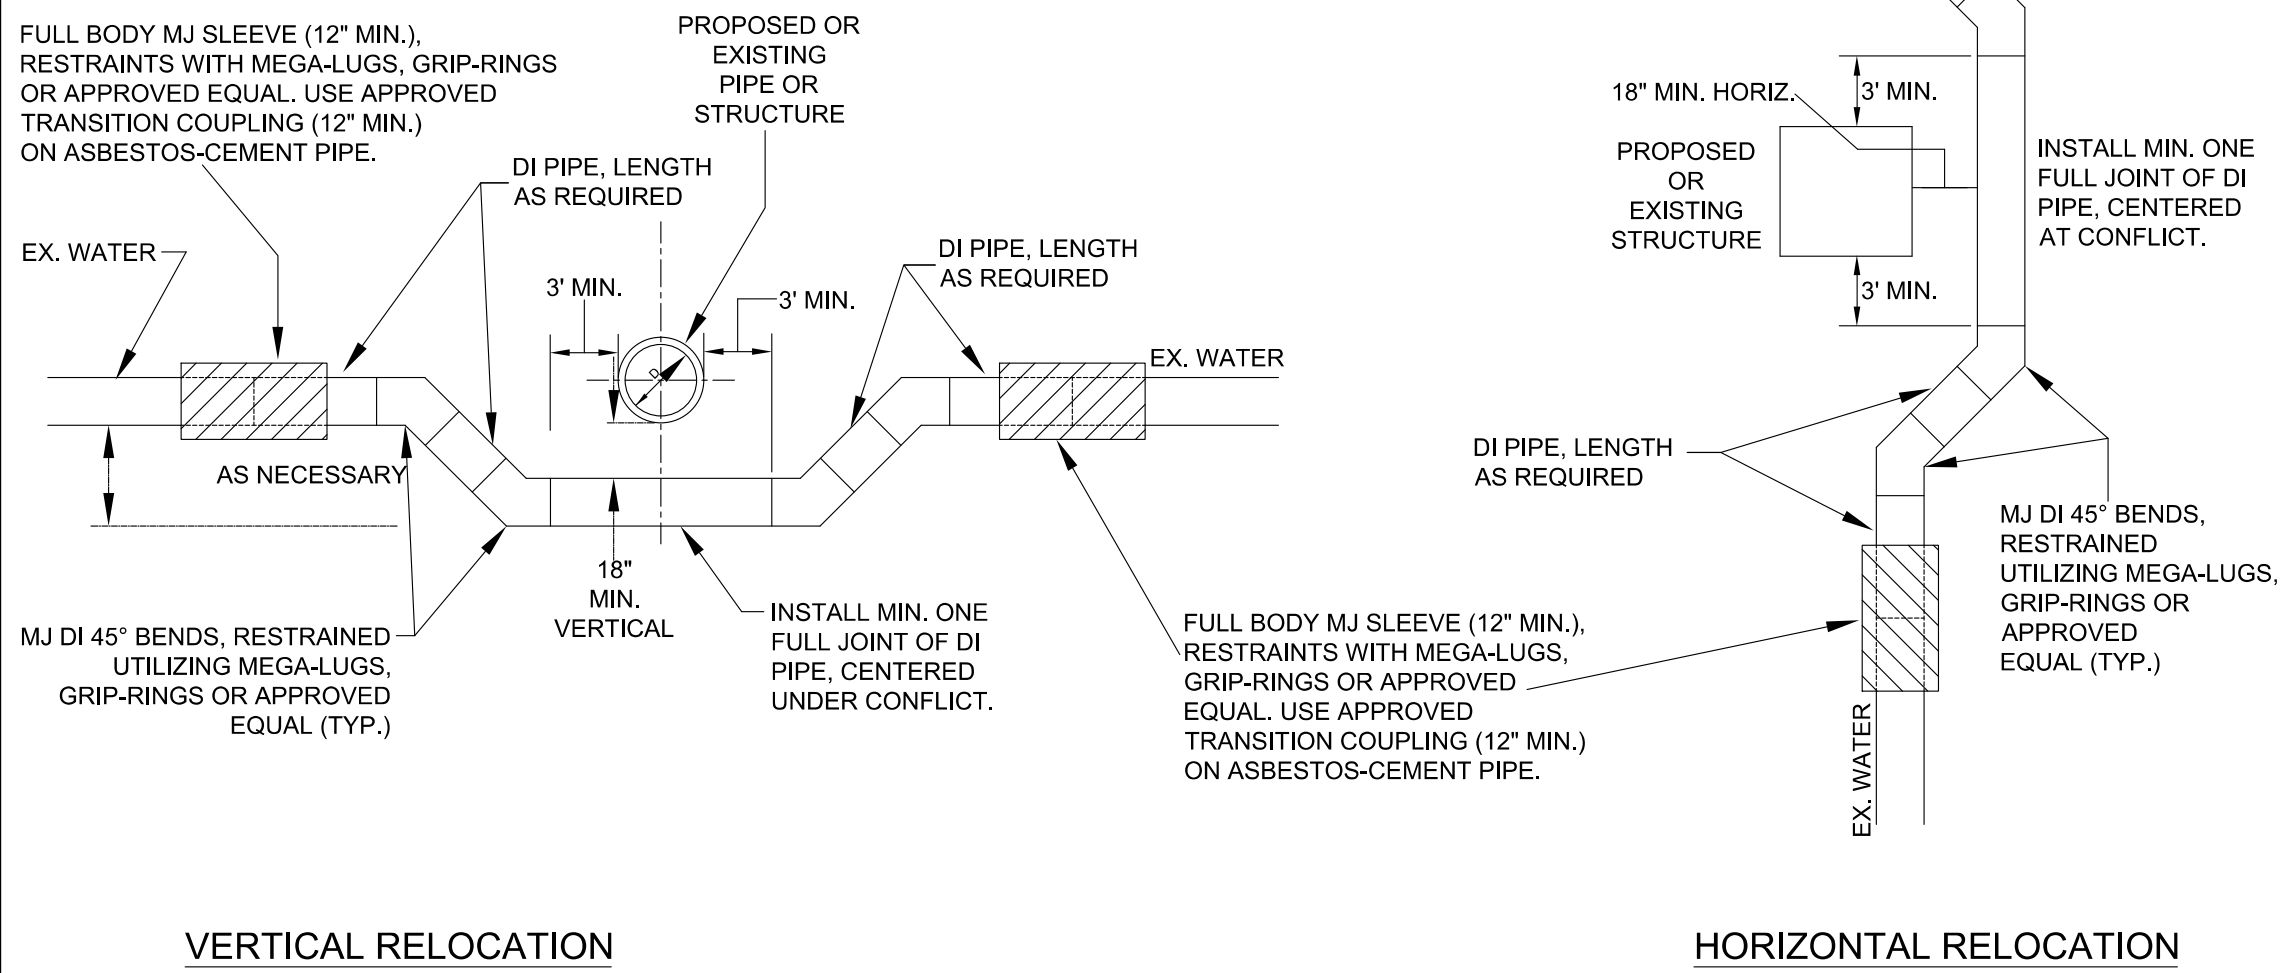 FULL BODY MJ SLEEVE (12" MIN.),
RESTRAINTS WITH MEGA-LUGS, GRIP-RINGS
OR APPROVED EQUAL. USE APPROVED
TRANSITION COUPLING (12" MIN.)
ON ASBESTOS-CEMENT PIPE.
PROPOSED OR
EXISTING
PIPE OR
STRUCTURE
DI PIPE, LENGTH
AS REQUIRED
EX. WATER
3' MIN.
3' MIN.
D
DI PIPE, LENGTH
AS REQUIRED
EX. WATER
AS NECESSARY
18"
MIN.
VERTICAL
MJ DI 45° BENDS, RESTRAINED
UTILIZING MEGA-LUGS,
GRIP-RINGS OR APPROVED
EQUAL (TYP.)
INSTALL MIN. ONE
FULL JOINT OF DI
PIPE, CENTERED
UNDER CONFLICT.
FULL BODY MJ SLEEVE (12" MIN.),
RESTRAINTS WITH MEGA-LUGS,
GRIP-RINGS OR APPROVED
EQUAL. USE APPROVED
TRANSITION COUPLING (12" MIN.)
ON ASBESTOS-CEMENT PIPE.
VERTICAL RELOCATION
18" MIN. HORIZ.
3' MIN.
PROPOSED
OR
EXISTING
STRUCTURE
INSTALL MIN. ONE
FULL JOINT OF DI
PIPE, CENTERED
AT CONFLICT.
3' MIN.
DI PIPE, LENGTH
AS REQUIRED
MJ DI 45° BENDS,
RESTRAINED
UTILIZING MEGA-LUGS,
GRIP-RINGS OR
APPROVED
EQUAL (TYP.)
EX. WATER
HORIZONTAL RELOCATION